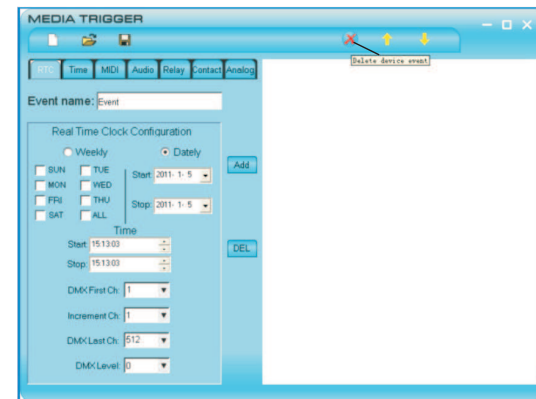 MEDIA TRIGGER
Delete device event
RTC Time MIDI Audio Relay Contact Analog
Event name: Event
Real Time Clock Configuration
Weekly Dately
SUN TUE
MON WED
FRI THU
SAT ALL
Start: 2011- 1- 5
Stop: 2011- 1- 5
Add
Time
Start: 15:13:03
Stop: 15:13:03
DEL
DMX First Ch: 1
Increment Ch: 1
DMX Last Ch: 512
DMX Level: 0